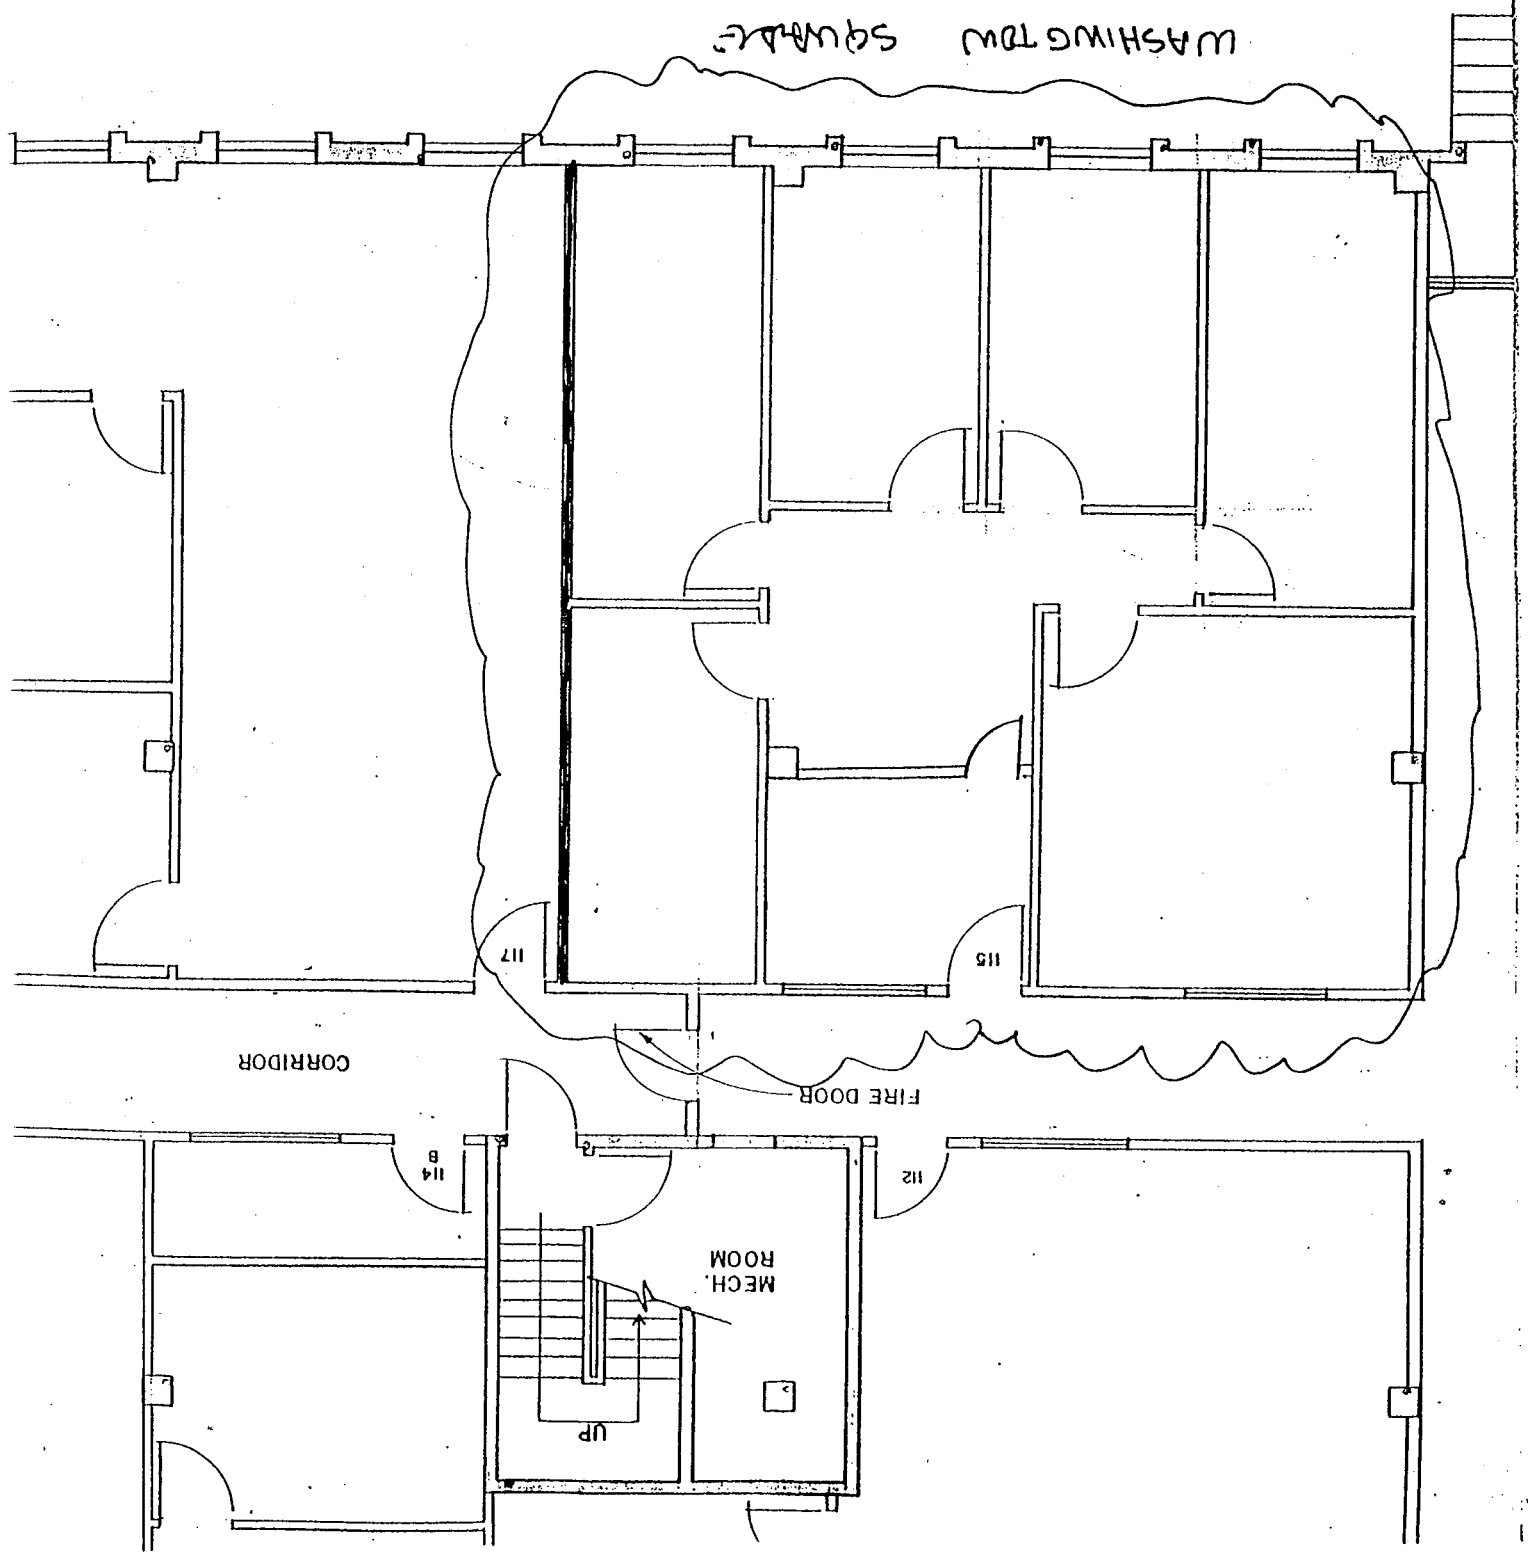 UP
MECH.
ROOM
112
114
B
FIRE DOOR
CORRIDOR
115
117
WASHINGTON SQUARE